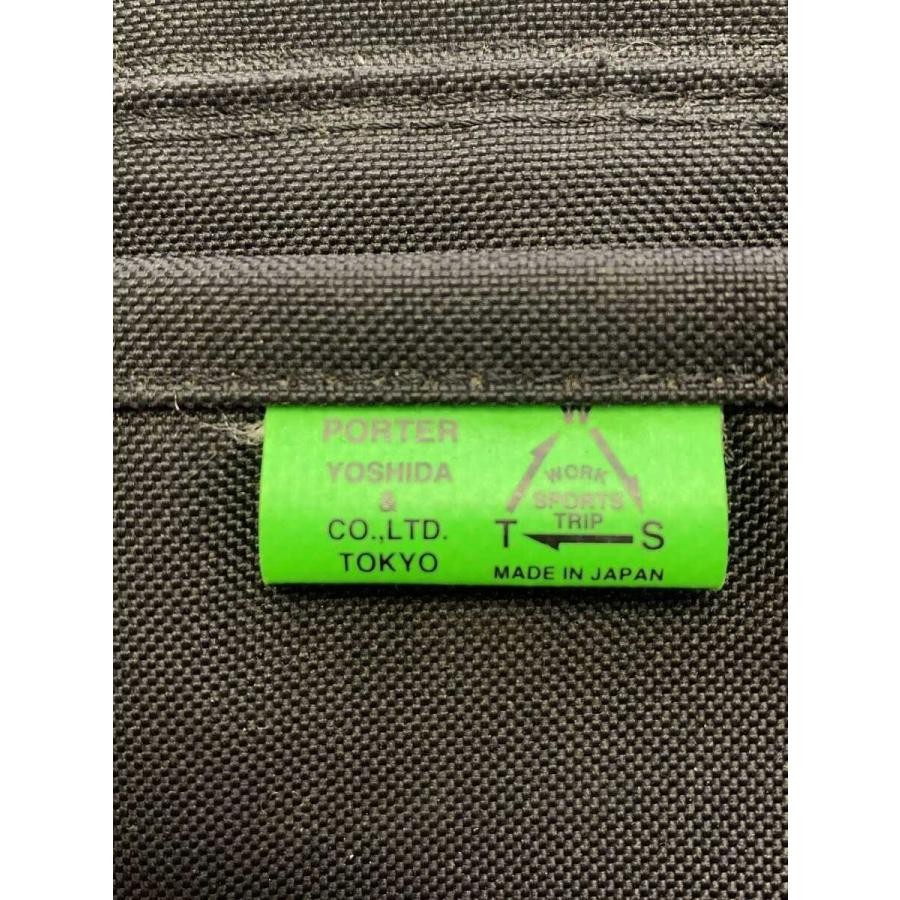 PORTER
YOSHIDA
&
CO.,LTD.
TOKYO
W
WORK
SPORTS
TRIP
T S
MADE IN JAPAN